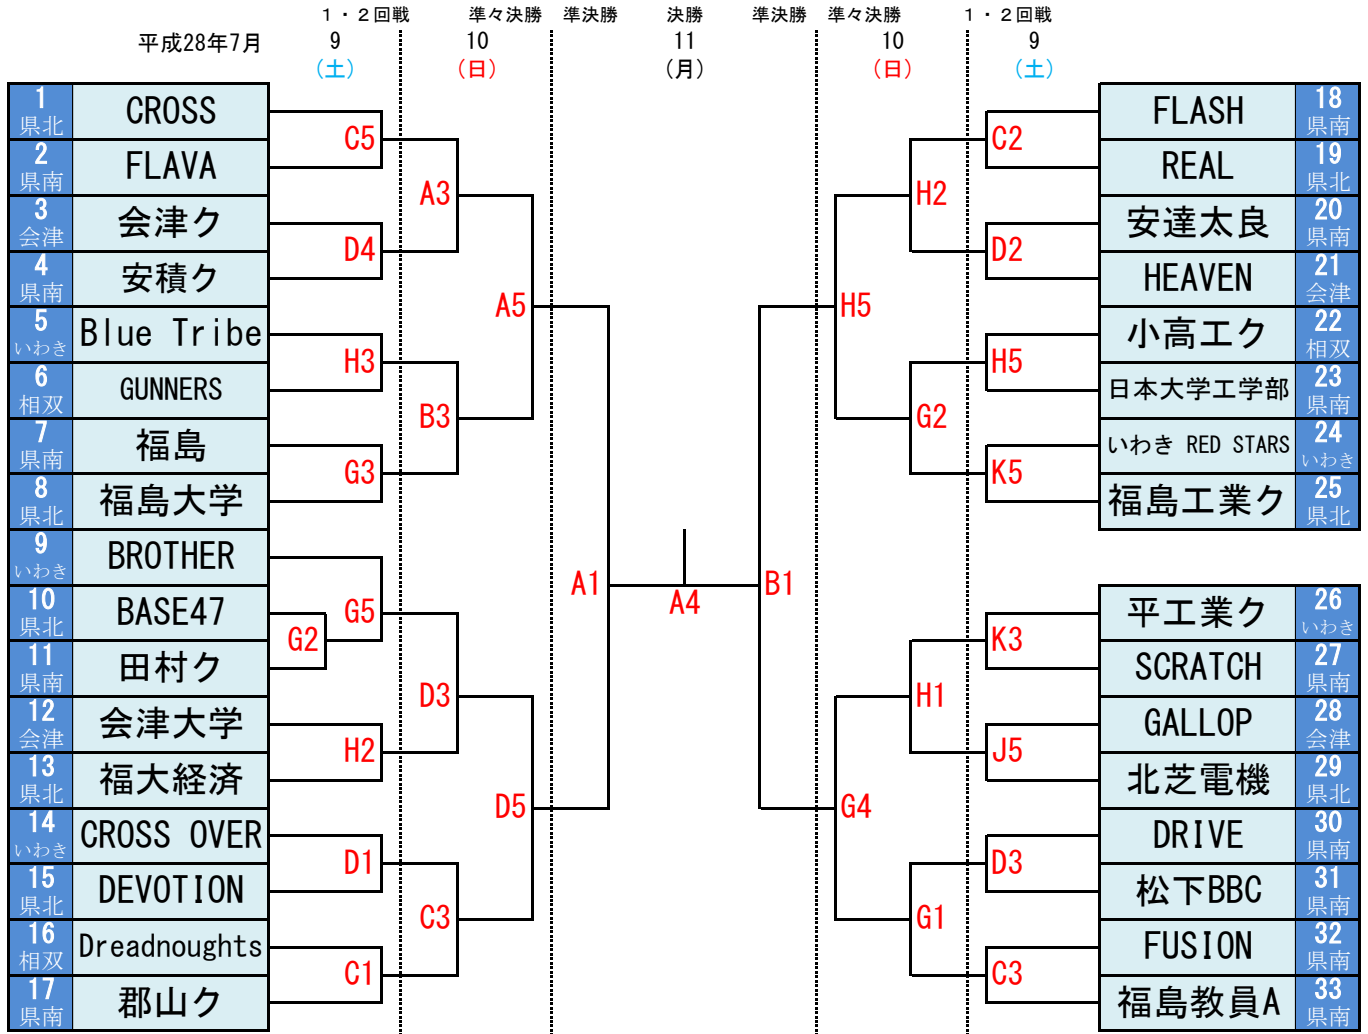 1・2回戦 準々決勝 準決勝 決勝 準決勝 準々決勝 1・2回戦
平成28年7月 9 10 11 10 9
(土) (日) (月) (日) (土)
1 県北 CROSS
2 県南 FLAVA
3 会津 会津ク
4 県南 安積ク
5 いわき Blue Tribe
6 相双 GUNNERS
7 県南 福島
8 県北 福島大学
9 いわき BROTHER
10 県北 BASE47
11 県南 田村ク
12 会津 会津大学
13 県北 福大経済
14 いわき CROSS OVER
15 県北 DEVOTION
16 相双 Dreadnoughts
17 県南 郡山ク
C5
D4
H3
G3
G5
G2
H2
D1
C1
A3
B3
D3
C3
A5
D5
A1
A4
B1
H5
G4
H2
G2
H1
G1
C2
D2
H5
K5
K3
J5
D3
C3
FLASH 18 県南
REAL 19 県北
安達太良 20 県南
HEAVEN 21 会津
小高工ク 22 相双
日本大学工学部 23 県南
いわき RED STARS 24 いわき
福島工業ク 25 県北
平工業ク 26 いわき
SCRATCH 27 県南
GALLOP 28 会津
北芝電機 29 県北
DRIVE 30 県南
松下BBC 31 県南
FUSION 32 県南
福島教員A 33 県南